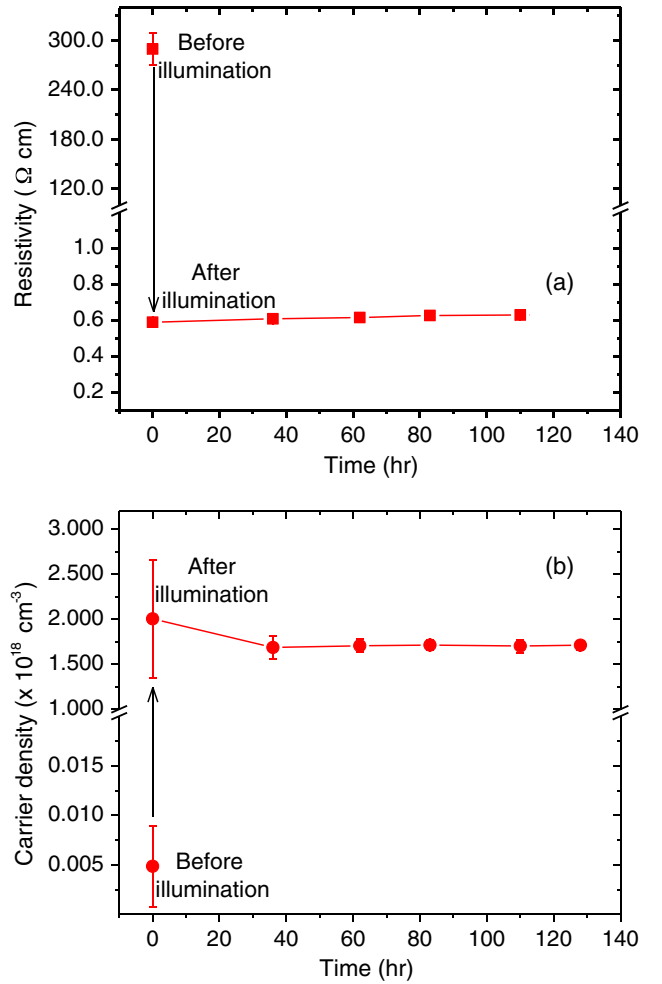 300.0
240.0
180.0
120.0
1.0
0.8
0.6
0.4
0.2
Resistivity ( Ω cm)
Before
illumination
After
illumination
(a)
0 20 40 60 80 100 120 140
Time (hr)
3.000
2.500
2.000
1.500
1.000
0.015
0.010
0.005
Carrier density (x 10¹⁸ cm⁻³)
After
illumination
(b)
Before
illumination
0 20 40 60 80 100 120 140
Time (hr)